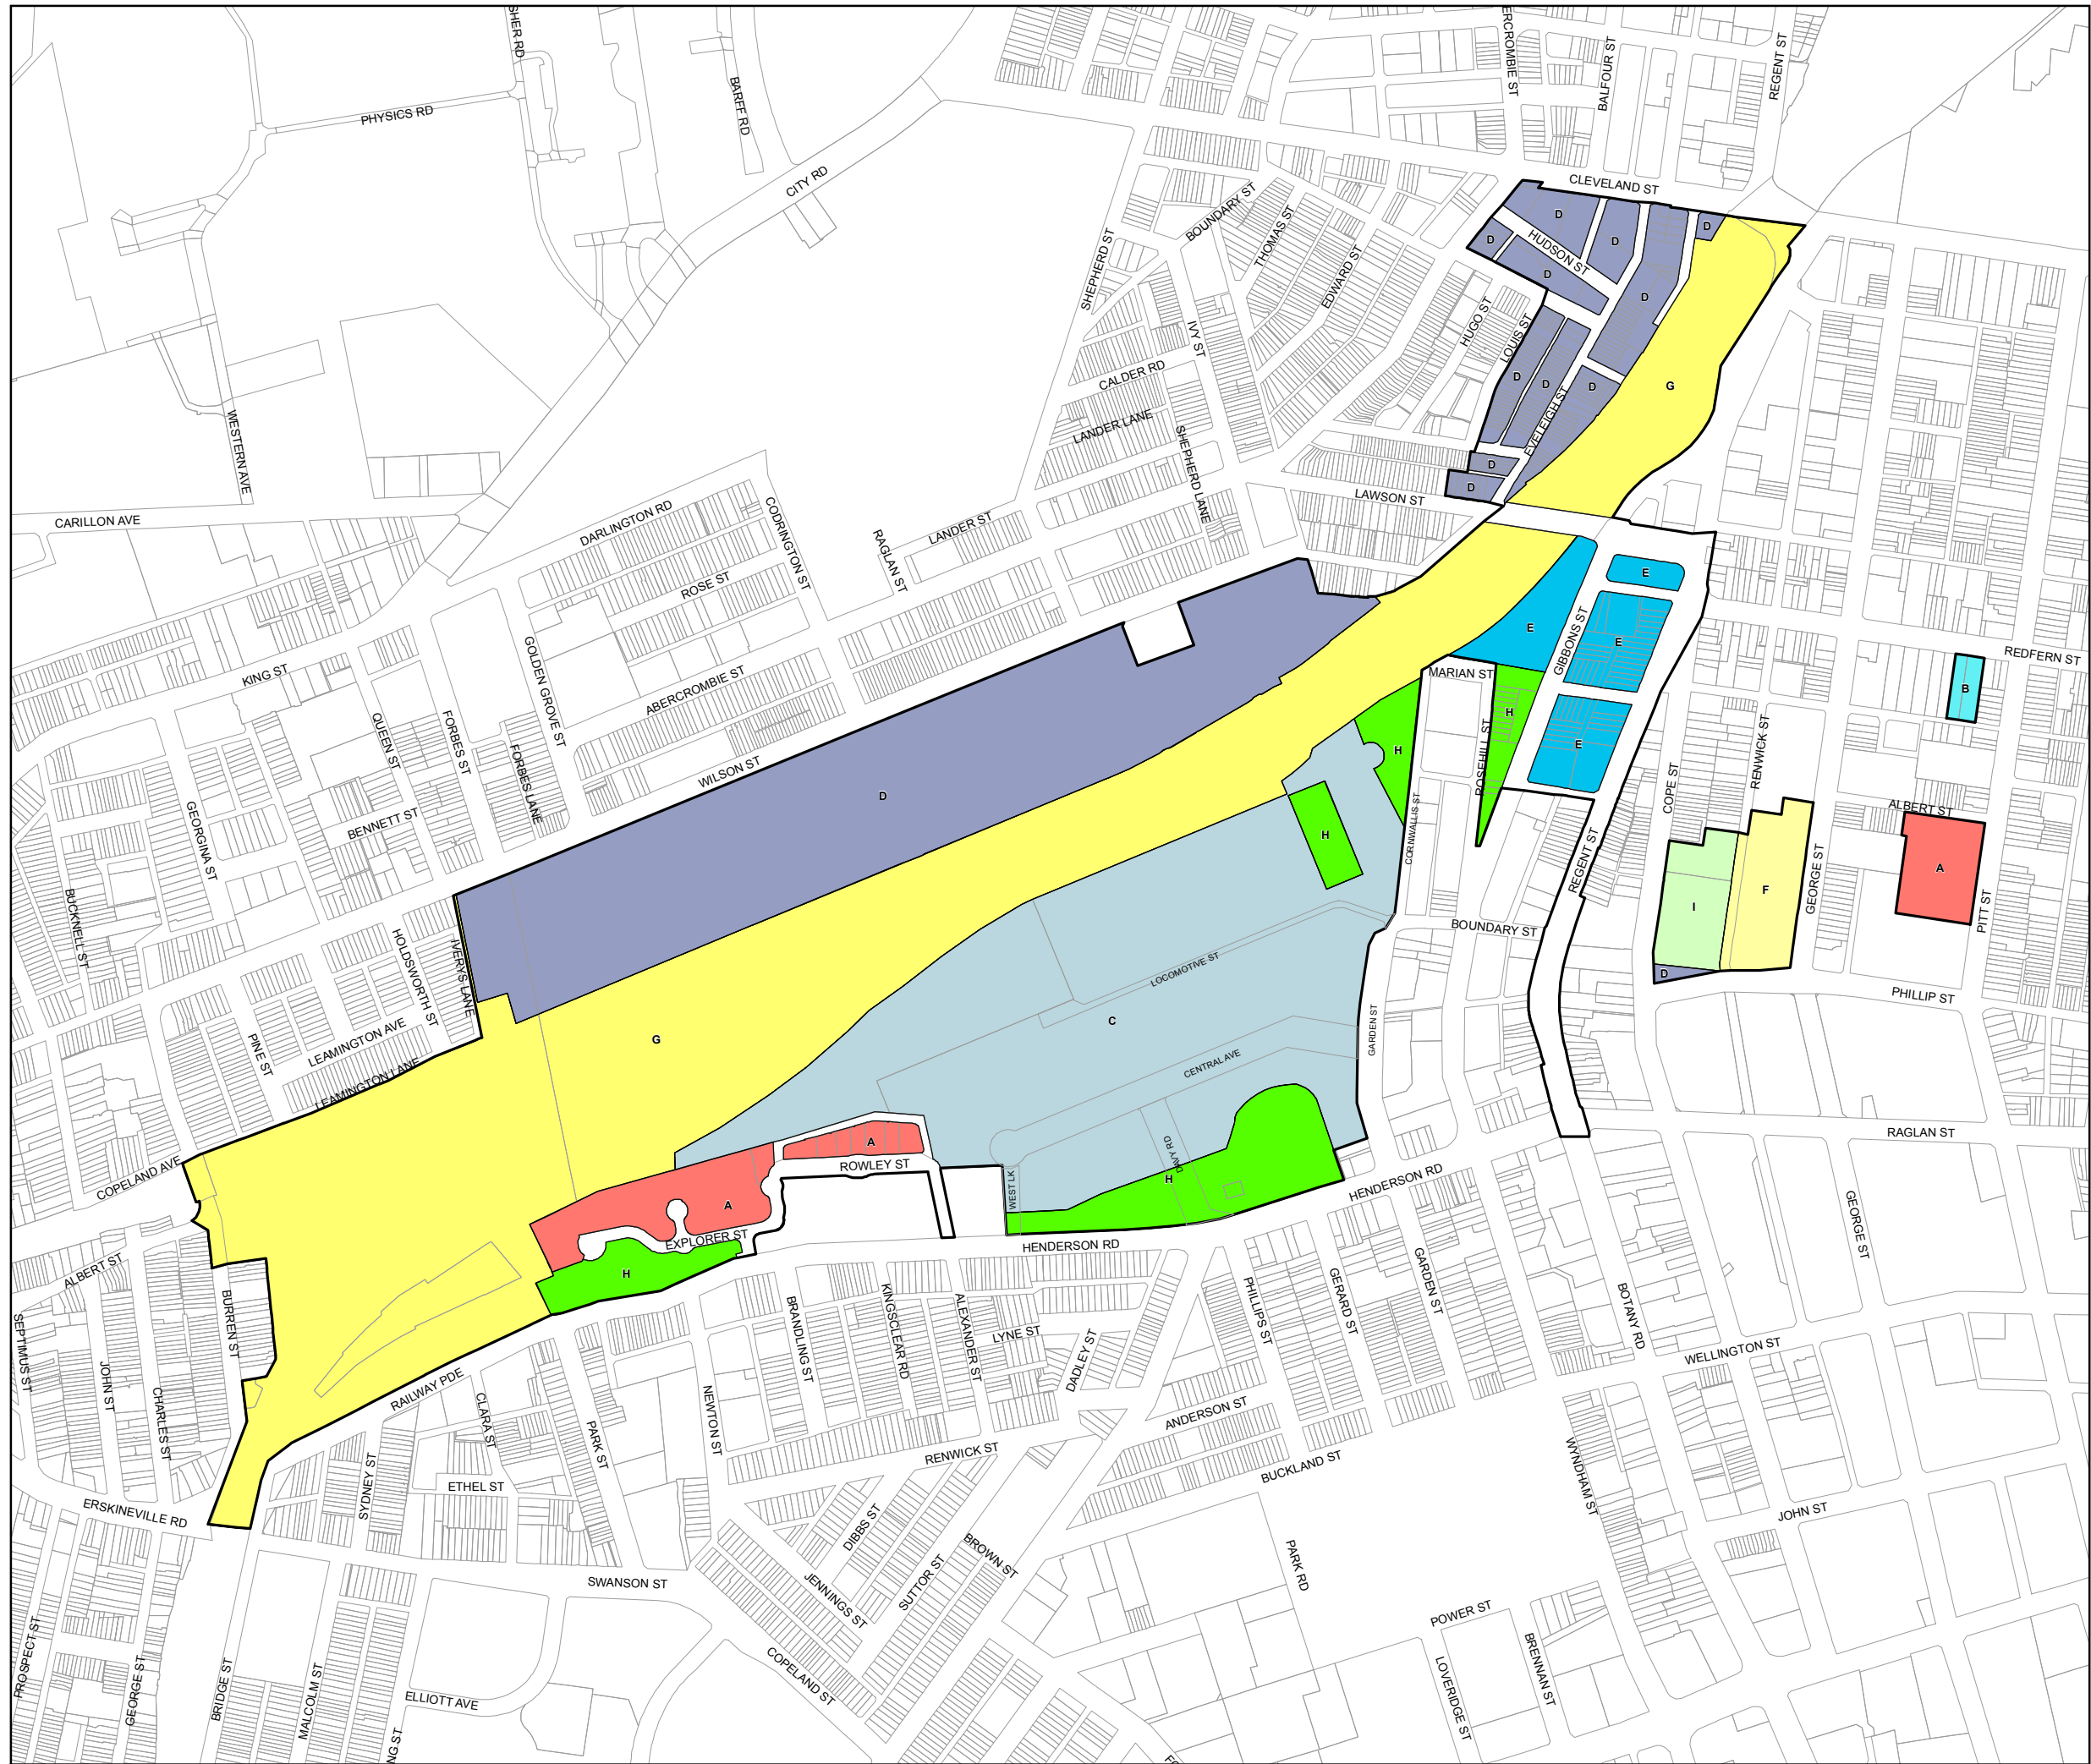 SHER RD
ERCROMBIE ST
BALFOUR ST
REGENT ST
BARFF RD
PHYSICS RD
CITY RD
CLEVELAND ST
BOUNDARY ST
THOMAS ST
D
D
D
D
HUDSON ST
D
D
D
SHEPHERD ST
EDWARD ST
HUGO ST
LOUIS ST
IVY ST
CALDER RD
D
D
D
G
EVELEIGH ST
WESTERN AVE
LANDER LANE
SHEPHERD LANE
D
D
LAWSON ST
CARILLON AVE
DARLINGTON RD
CODRINGTON ST
RAGLAN ST
LANDER ST
ROSE ST
E
E
E
GIBBONS ST
REDFERN ST
GOLDEN GROVE ST
KING ST
ABERCROMBIE ST
MARIAN ST
B
QUEEN ST
FORBES ST
FORBES LANE
WILSON ST
H
H
ROSEHILL ST
E
RENWICK ST
COPE ST
D
GEORGINA ST
BENNETT ST
H
CORNWALLIS ST
REGENT ST
ALBERT ST
A
GEORGE ST
PITT ST
F
I
BUCKNELL ST
HOLDSWORTH ST
IVERYS LANE
BOUNDARY ST
LOCOMOTIVE ST
D
PHILLIP ST
C
G
GARDEN ST
PINE ST
LEAMINGTON AVE
LEAMINGTON LANE
CENTRAL AVE
A
ROWLEY ST
DAVY RD
WEST LK
H
RAGLAN ST
COPELAND AVE
A
EXPLORER ST
H
HENDERSON RD
HENDERSON RD
GEORGE ST
ALBERT ST
BURREN ST
SEPTIMUS ST
JOHN ST
CHARLES ST
RAILWAY PDE
CLARA ST
PARK ST
NEWTON ST
BRANDLING ST
KINGSCLEAR RD
ALEXANDER ST
LYNE ST
DADLEY ST
PHILLIPS ST
GERARD ST
GARDEN ST
BOTANY RD
WELLINGTON ST
ANDERSON ST
RENWICK ST
BUCKLAND ST
WYNDHAM ST
SYDNEY ST
ETHEL ST
ERSKINEVILLE RD
JOHN ST
DIBBS ST
SUTTOR ST
BROWN ST
JENNINGS ST
PARK RD
SWANSON ST
POWER ST
BRENNAN ST
LOVERIDGE ST
COPELAND ST
PROSPECT ST
GEORGE ST
BRIDGE ST
MALCOLM ST
ELLIOTT AVE
NG ST